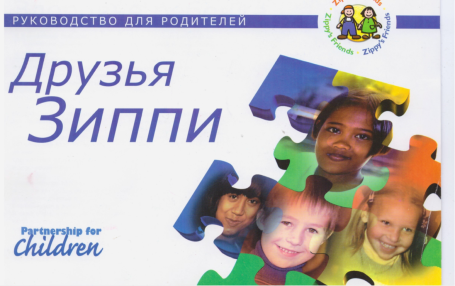 РУКОВОДСТВО ДЛЯ РОДИТЕЛЕЙ
Zippy's Friends
Zippy's Friends
Друзья
Зиппи
Partnership for
children